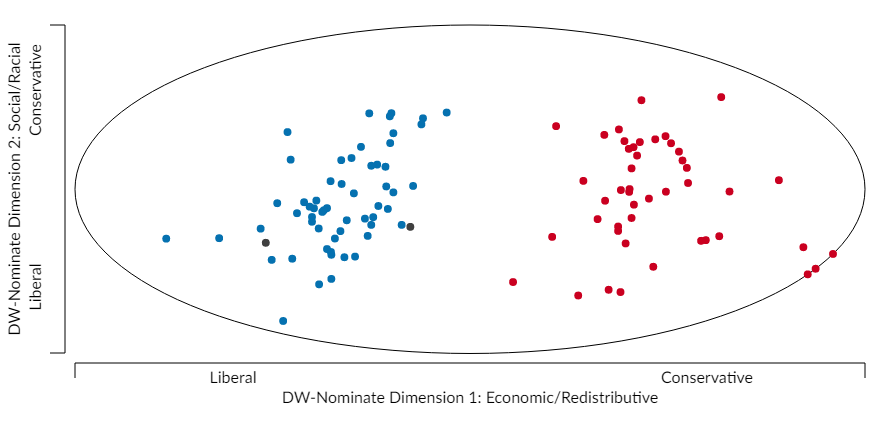 DW-Nominate Dimension 2: Social/Racial
Liberal
Conservative
Liberal
Conservative
DW-Nominate Dimension 1: Economic/Redistributive